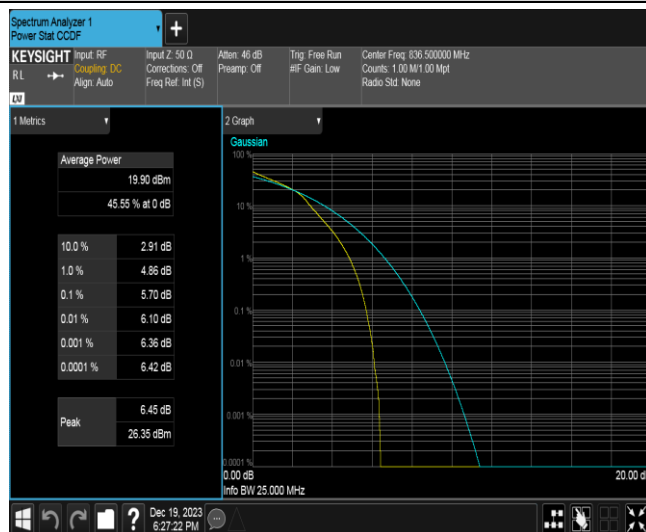 Spectrum Analyzer 1
Power Stat CCDF
+
KEYSIGHT
RL
LXI
Input: RF
Coupling: DC
Align: Auto
Input Z: 50 Ω
Corrections: Off
Freq Ref: Int (S)
Atten: 46 dB
Preamp: Off
Trig: Free Run
#IF Gain: Low
Center Freq: 836.500000 MHz
Counts: 1.00 M/1.00 Mpt
Radio Std: None
1 Metrics
Average Power
19.90 dBm
45.55 % at 0 dB
10.0 % 2.91 dB
1.0 % 4.86 dB
0.1 % 5.70 dB
0.01 % 6.10 dB
0.001 % 6.36 dB
0.0001 % 6.42 dB
Peak
6.45 dB
26.35 dBm
2 Graph
Gaussian
100 %
10 %
1 %
0.1 %
0.01 %
0.001 %
0.0001 %
0.00 dB
20.00 d
Info BW 25.000 MHz
?
Dec 19, 2023
6:27:22 PM